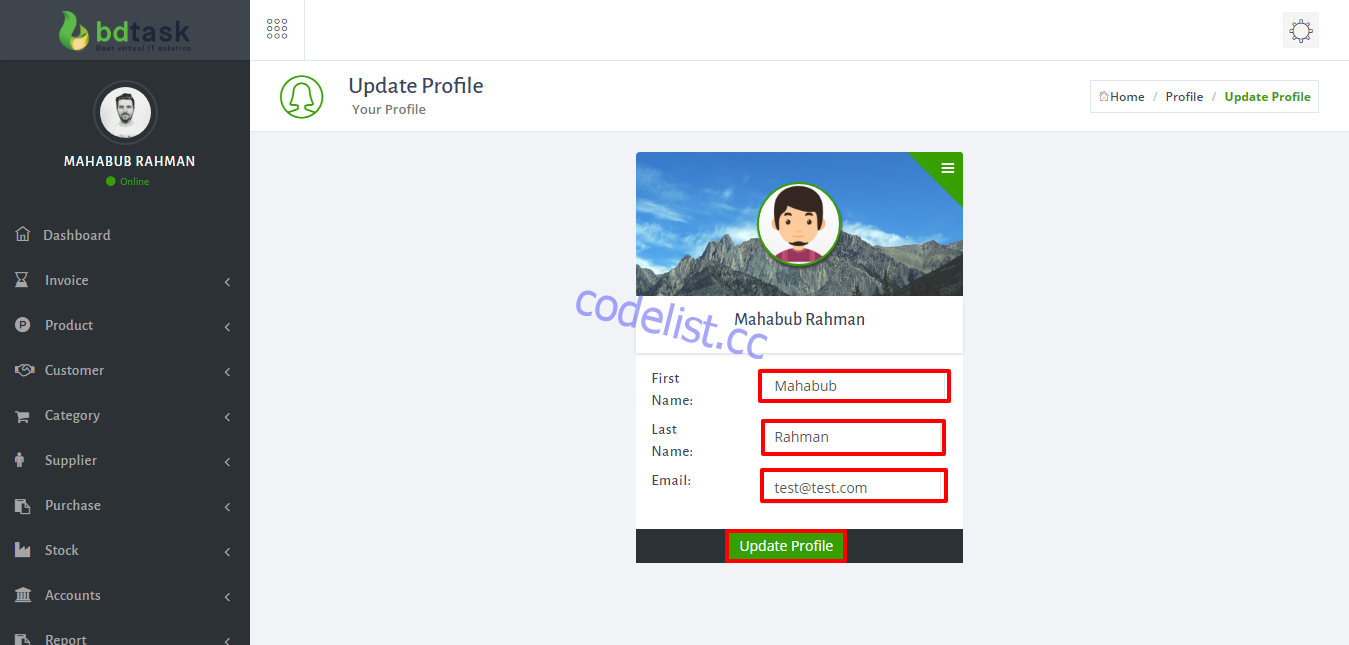 bdtask
Best virtual IT solution
Update Profile
Your Profile
Home / Profile / Update Profile
MAHABUB RAHMAN
Online
Dashboard
Invoice
Product
Customer
Category
Supplier
Purchase
Stock
Accounts
Report
Mahabub Rahman
codelist.cc
First
Name:
Mahabub
Last
Name:
Rahman
Email:
test@test.com
Update Profile